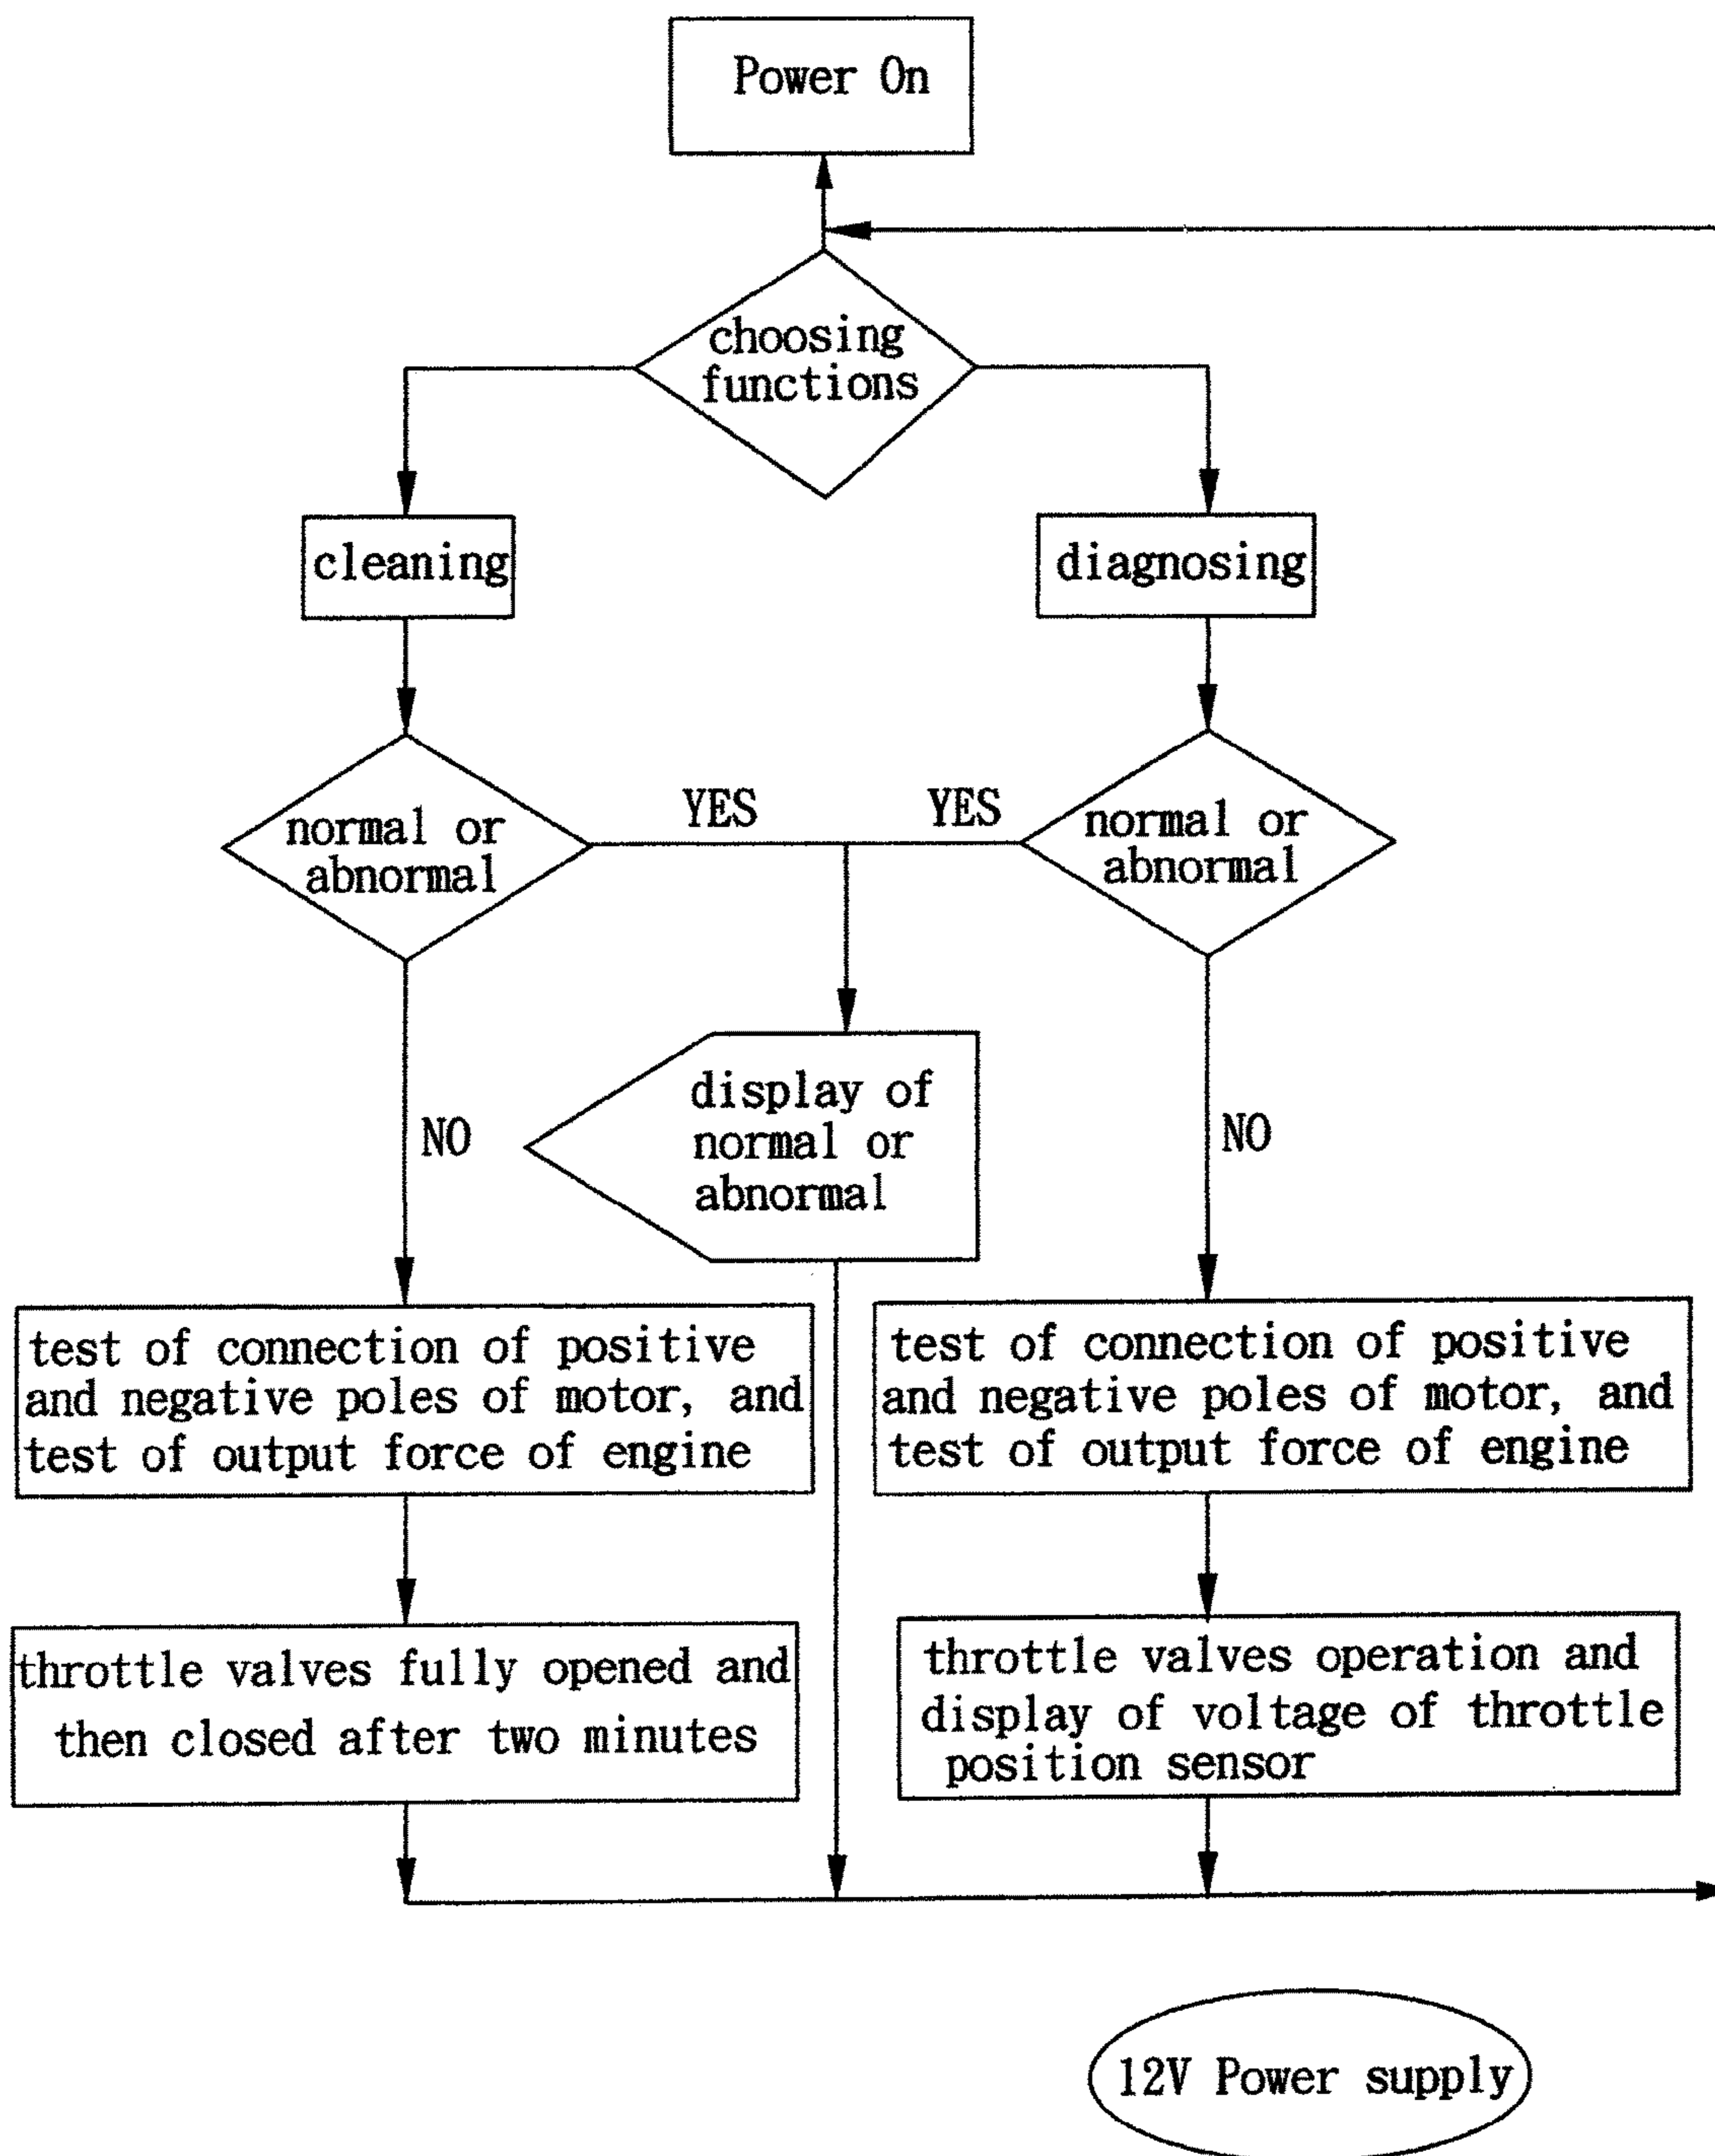 Power On
choosing
functions
cleaning
diagnosing
YES
YES
normal or
abnormal
normal or
abnormal
display of
normal or
abnormal
NO
NO
test of connection of positive
and negative poles of motor, and
test of output force of engine
test of connection of positive
and negative poles of motor, and
test of output force of engine
throttle valves fully opened and
then closed after two minutes
throttle valves operation and
display of voltage of throttle
position sensor
12V Power supply